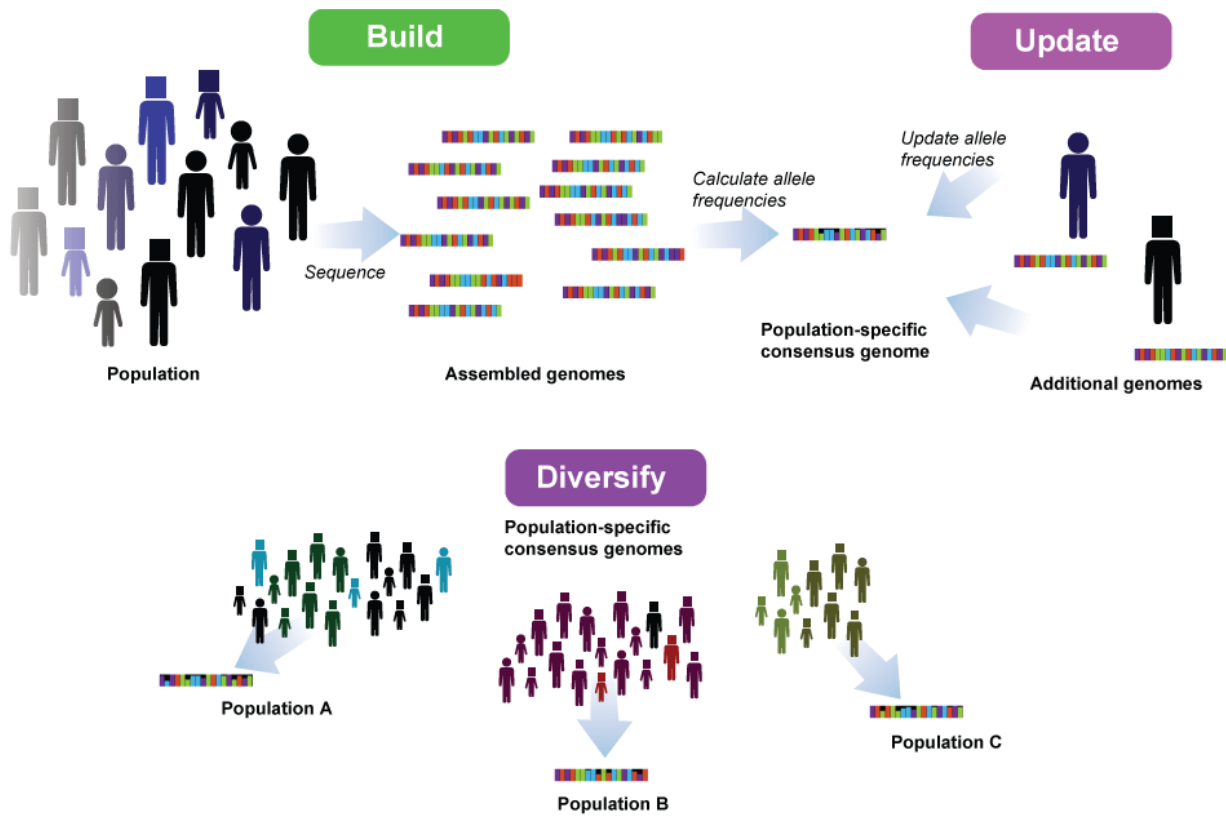 Build
Update
Update allele
frequencies
Calculate allele
frequencies
Sequence
Population-specific
consensus genome
Population
Assembled genomes
Additional genomes
Diversify
Population-specific
consensus genomes
Population A
Population C
Population B